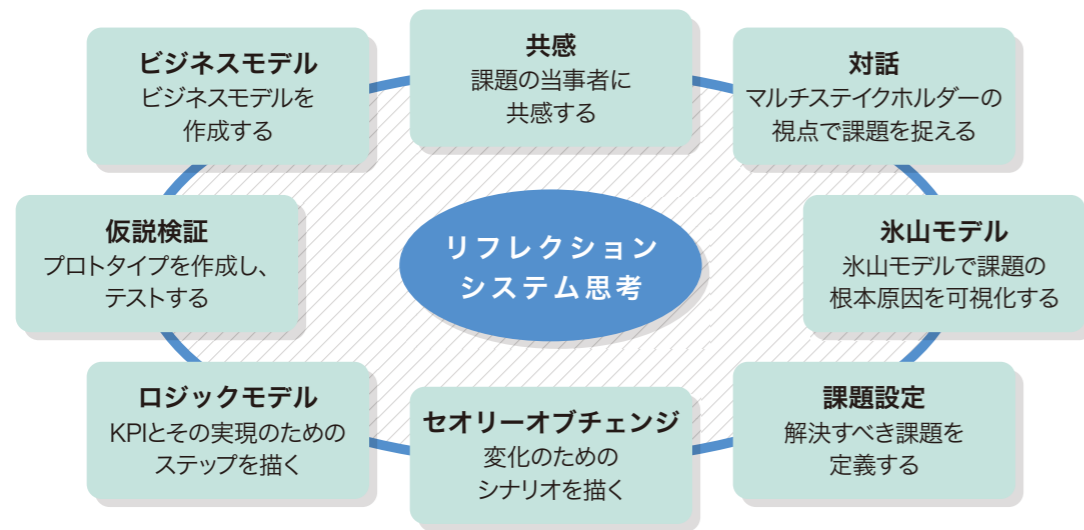 共感
課題の当事者に
共感する
対話
マルチステイクホルダーの
視点で課題を捉える
氷山モデル
氷山モデルで課題の
根本原因を可視化する
課題設定
解決すべき課題を
定義する
セオリーオブチェンジ
変化のための
シナリオを描く
ロジックモデル
KPIとその実現のための
ステップを描く
仮説検証
プロトタイプを作成し、
テストする
ビジネスモデル
ビジネスモデルを
作成する
リフレクション
システム思考